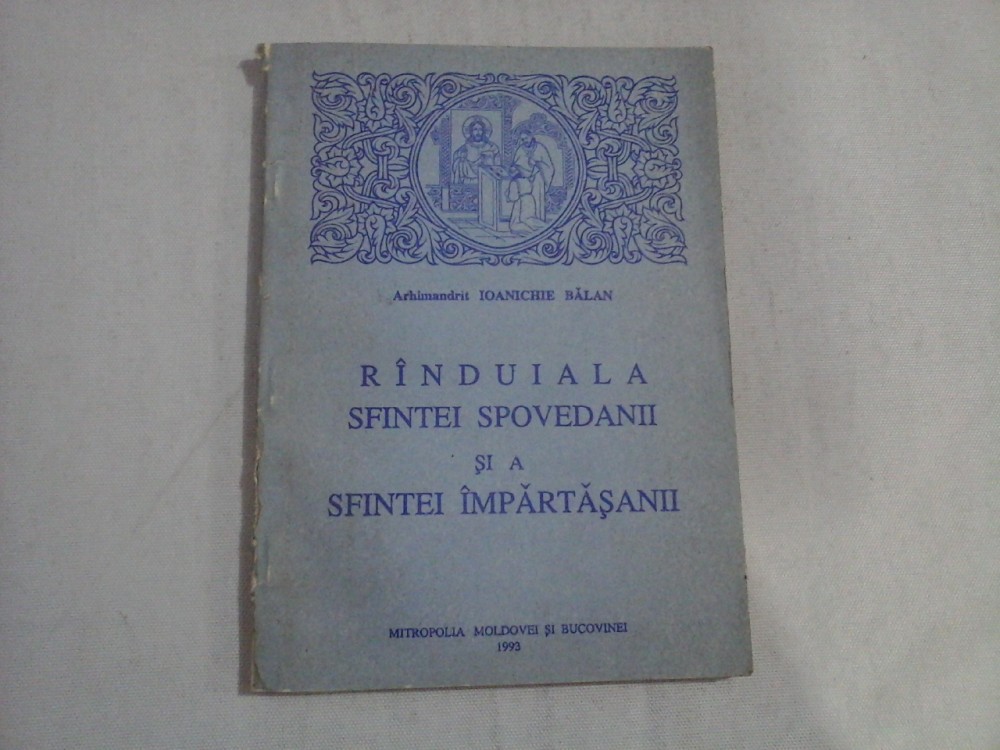 Arhimandrit IOANICHIE BĂLAN
RÎNDUIALA
SFINTEI SPOVEDANII
ŞI A
SFINTEI ÎMPĂRTĂŞANII
MITROPOLIA MOLDOVEI ŞI BUCOVINEI
1993